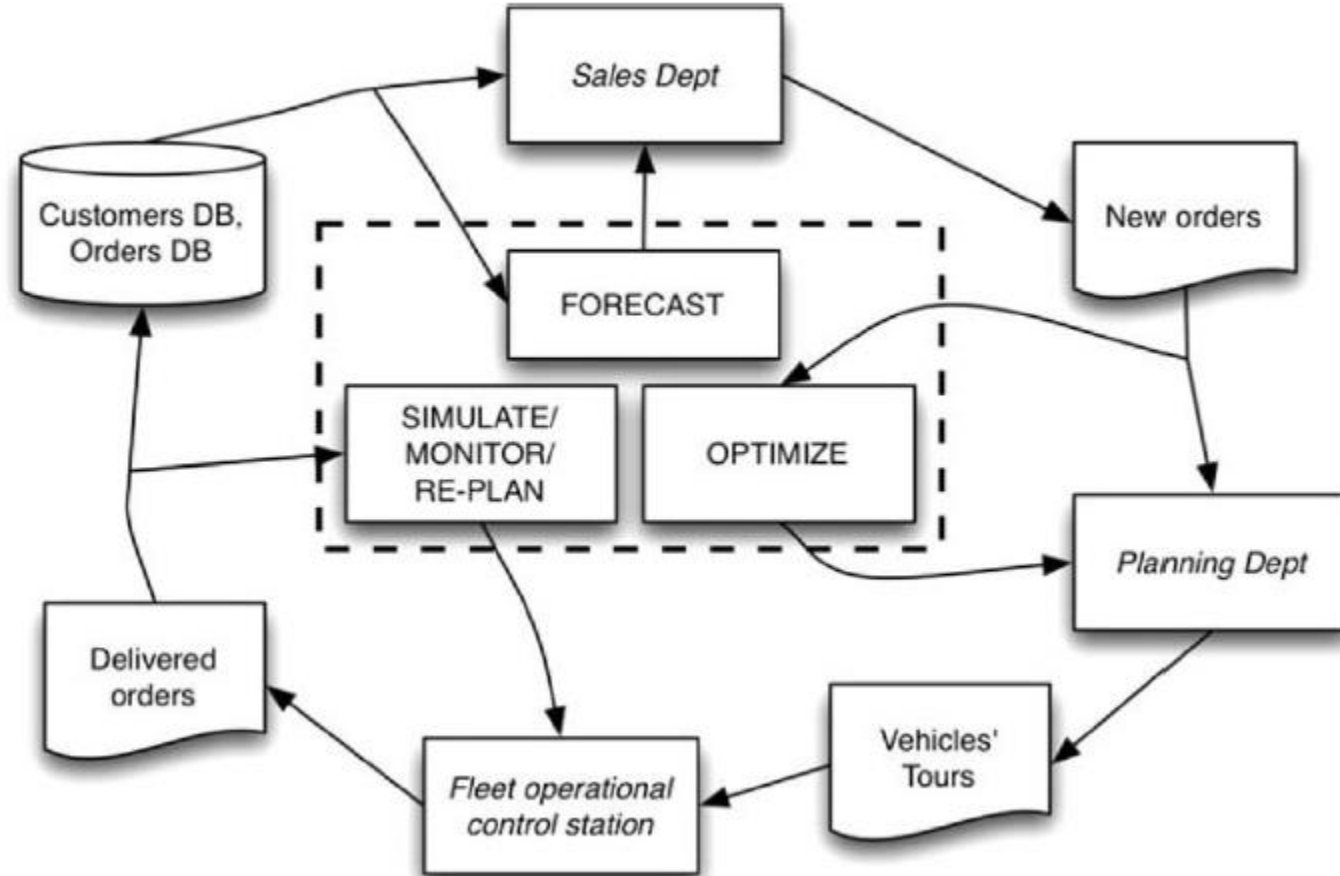 Sales Dept
Customers DB,
Orders DB
New orders
FORECAST
SIMULATE/
MONITOR/
RE-PLAN
OPTIMIZE
Planning Dept
Delivered
orders
Vehicles'
Tours
Fleet operational
control station